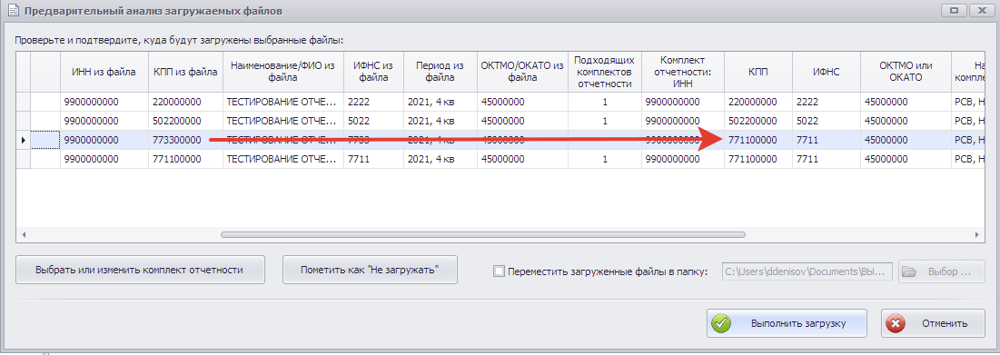 Предварительный анализ загружаемых файлов
Проверьте и подтвердите, куда будут загружены выбранные файлы:
ИНН из файла КПП из файла Наименование/ФИО из файла ИФНС из файла Период из файла ОКТМО/ОКАТО из файла Подходящих комплектов отчетности Комплект отчетности: ИНН КПП ИФНС ОКТМО или ОКАТО
9900000000 220000000 ТЕСТИРОВАНИЕ ОТЧЕ... 2222 2021, 4 кв 45000000 1 9900000000 220000000 2222 45000000 РСВ, Н
9900000000 502200000 ТЕСТИРОВАНИЕ ОТЧЕ... 5022 2021, 4 кв 45000000 1 9900000000 502200000 5022 45000000 РСВ, Н
9900000000 773300000 ТЕСТИРОВАНИЕ ОТЧЕ... 7733 2021, 4 кв 45000000 9900000000 771100000 7711 45000000 РСВ, Н
9900000000 771100000 ТЕСТИРОВАНИЕ ОТЧЕ... 7711 2021, 4 кв 45000000 1 9900000000 771100000 7711 45000000 РСВ, Н
Выбрать или изменить комплект отчетности Пометить как "Не загружать" Переместить загруженные файлы в папку: C:\Users\ddenisov\Documents\ВЫ... Выбор ...
Выполнить загрузку Отменить